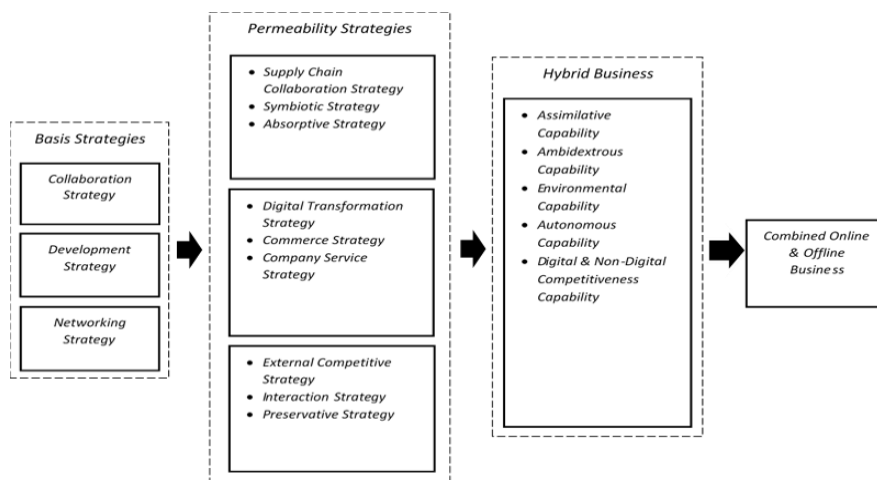 Basis Strategies
Collaboration
Strategy
Development
Strategy
Networking
Strategy
Permeability Strategies
• Supply Chain
Collaboration Strategy
• Symbiotic Strategy
• Absorptive Strategy
• Digital Transformation
Strategy
• Commerce Strategy
• Company Service
Strategy
• External Competitive
Strategy
• Interaction Strategy
• Preservative Strategy
Hybrid Business
• Assimilative
Capability
• Ambidextrous
Capability
• Environmental
Capability
• Autonomous
Capability
• Digital & Non-Digital
Competitiveness
Capability
Combined Online
& Offline
Business